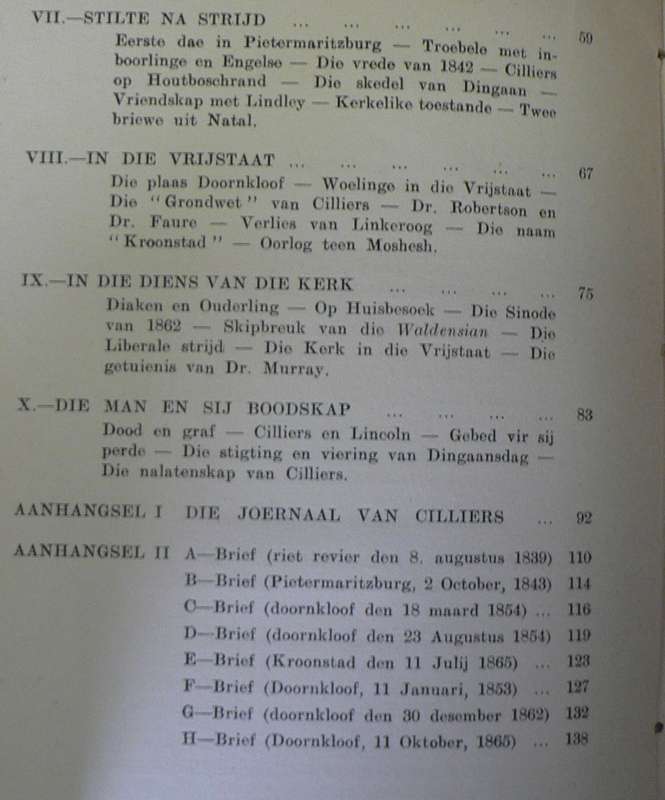 VII.—STILTE NA STRIJD ... ... ... ... ... 59
Eerste dae in Pietermaritzburg — Troebele met in-
boorlinge en Engelse — Die vrede van 1842 — Cilliers
op Houtboschrand — Die skedel van Dingaan —
Vriendskap met Lindley — Kerkelike toestande — Twee
briewe uit Natal.
VIII.—IN DIE VRIJSTAAT ... ... ... ... ... ... 67
Die plaas Doornkloof — Woelinge in die Vrijstaat —
Die "Grondwet" van Cilliers — Dr. Robertson en
Dr. Faure — Verlies van Linkeroog — Die naam
"Kroonstad" — Oorlog teen Moshesh.
IX.—IN DIE DIENS VAN DIE KERK ... ... ... ... 75
Diaken en Ouderling — Op Huisbesoek — Die Sinode
van 1862 — Skipbreuk van die Waldensian — Die
Liberale strijd — Die Kerk in die Vrijstaat — Die
getuienis van Dr. Murray.
X.—DIE MAN EN SIJ BOODSKAP ... ... ... ... 83
Dood en graf — Cilliers en Lincoln — Gebed vir sij
perde — Die stigting en viering van Dingaansdag —
Die nalatenskap van Cilliers.
AANHANGSEL I DIE JOERNAAL VAN CILLIERS ... 92
AANHANGSEL II A—Brief (riet revier den 8. augustus 1839) 110
B—Brief (Pietermaritzburg, 2 October, 1843) 114
C—Brief (doornkloof den 18 maard 1854) ... 116
D—Brief (doornkloof den 23 Augustus 1854) 119
E—Brief (Kroonstad den 11 Julij 1865) ... 123
F—Brief (Doornkloof, 11 Januari, 1853) ... 127
G—Brief (doornkloof den 30 desember 1862) 132
H—Brief (Doornkloof, 11 Oktober, 1865) ... 138